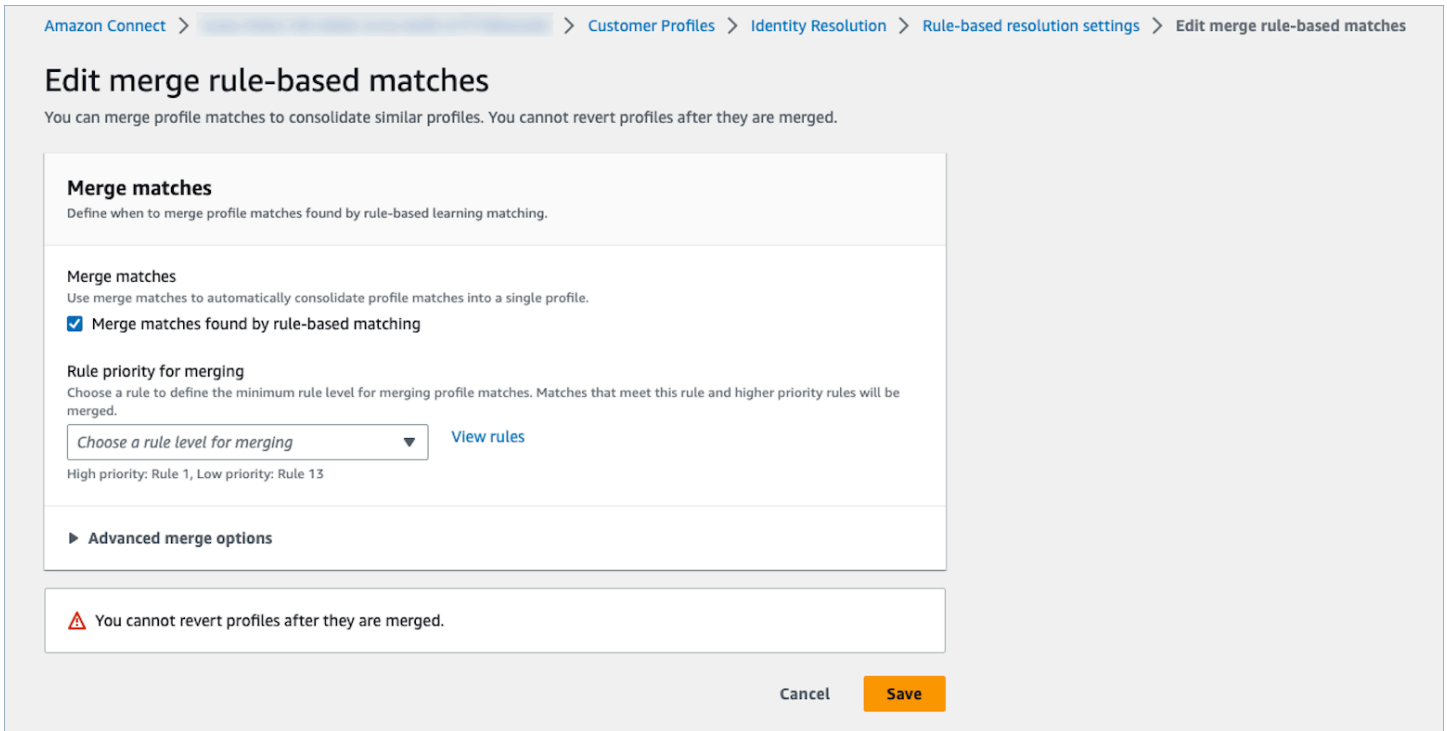 Amazon Connect > > Customer Profiles > Identity Resolution > Rule-based resolution settings > Edit merge rule-based matches
Edit merge rule-based matches
You can merge profile matches to consolidate similar profiles. You cannot revert profiles after they are merged.
Merge matches
Define when to merge profile matches found by rule-based learning matching.
Merge matches
Use merge matches to automatically consolidate profile matches into a single profile.
Merge matches found by rule-based matching
Rule priority for merging
Choose a rule to define the minimum rule level for merging profile matches. Matches that meet this rule and higher priority rules will be
merged.
Choose a rule level for merging View rules
High priority: Rule 1, Low priority: Rule 13
Advanced merge options
You cannot revert profiles after they are merged.
Cancel Save